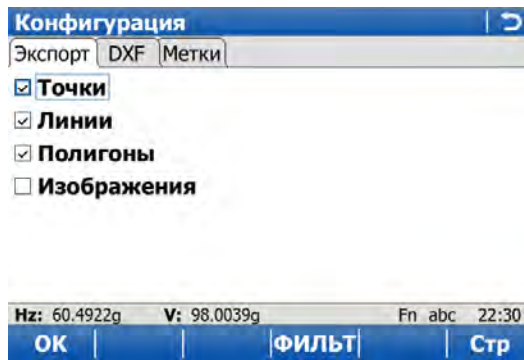 Конфигурация
Экспорт DXF Метки
Точки
Линии
Полигоны
Изображения
Hz: 60.4922g V: 98.0039g Fn abc 22:30
ОК ФИЛЬТ Стр